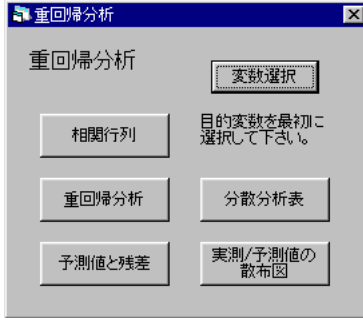 重回帰分析
重回帰分析
変数選択
目的変数を最初に
選択して下さい。
相関行列
重回帰分析
分散分析表
予測値と残差
実測/予測値の
散布図